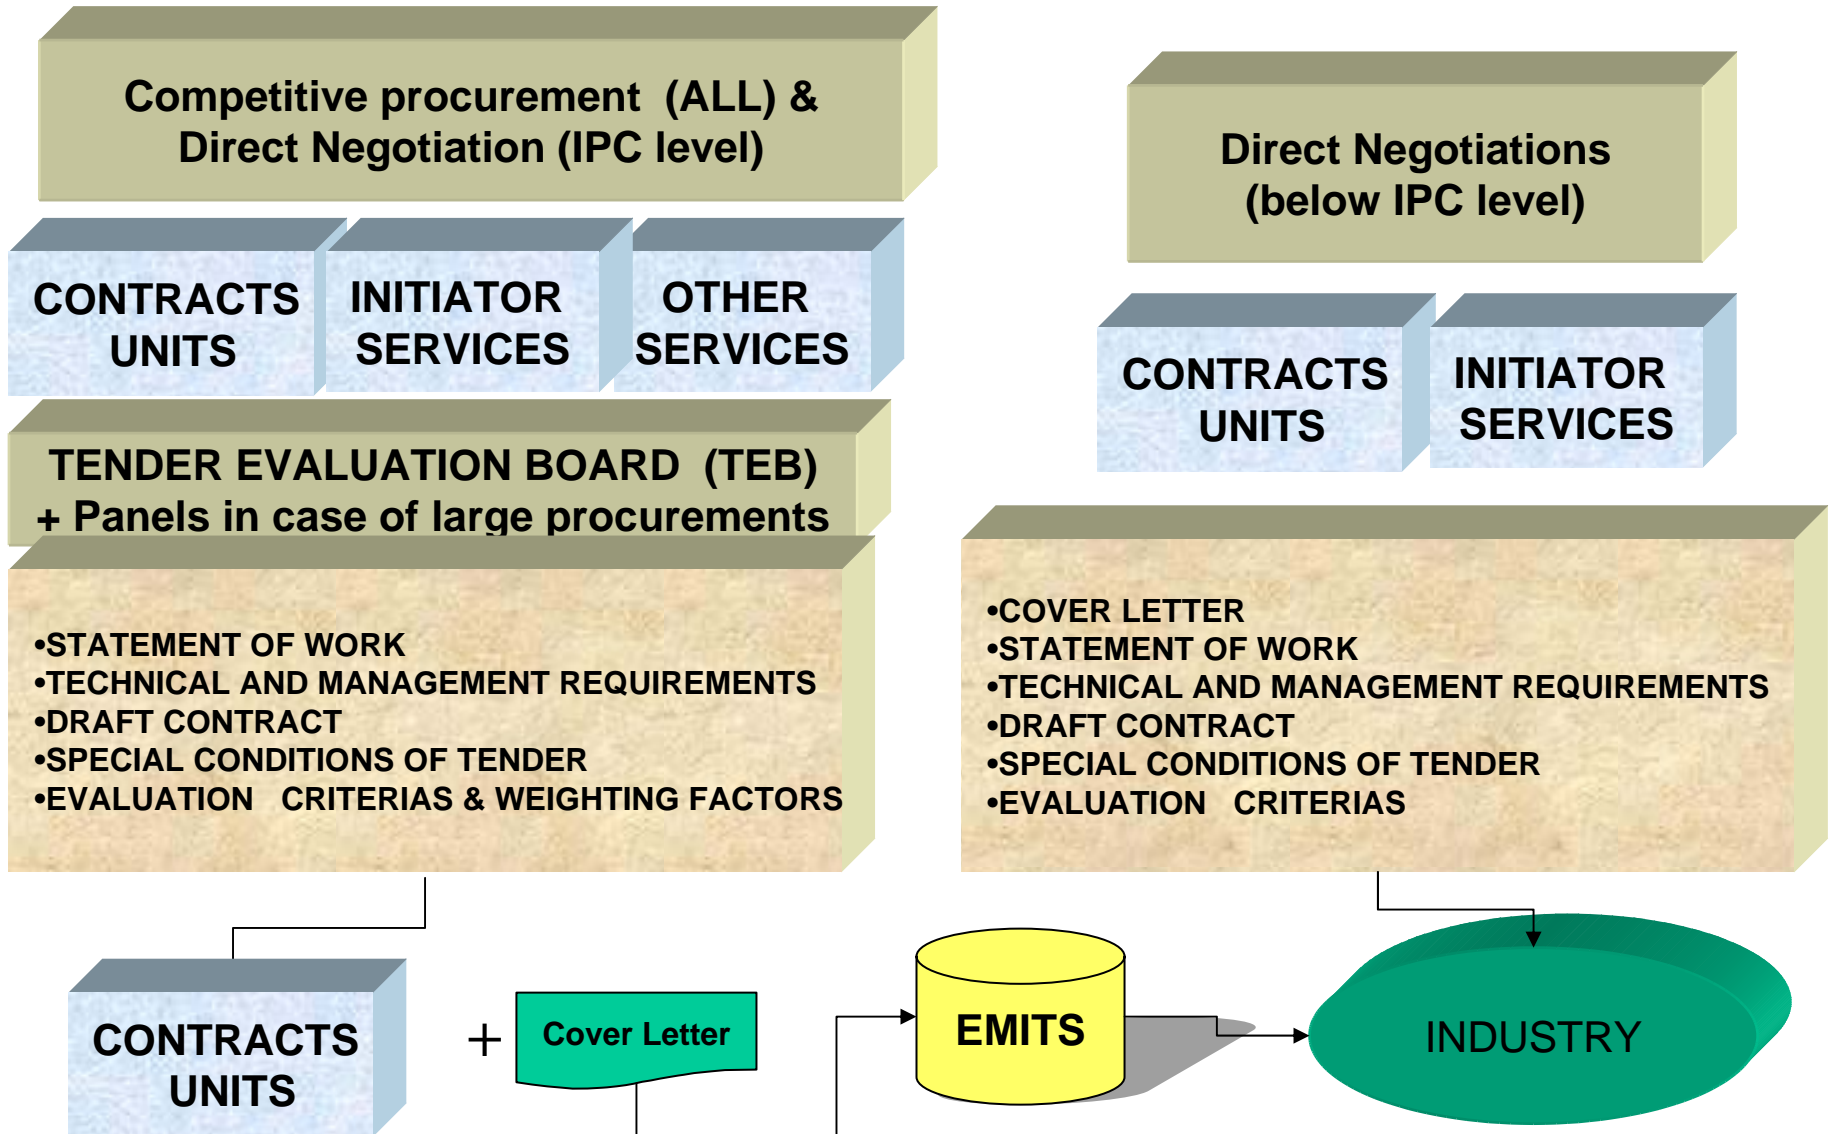 Competitive procurement (ALL) &
Direct Negotiation (IPC level)
CONTRACTS
UNITS
INITIATOR
SERVICES
OTHER
SERVICES
TENDER EVALUATION BOARD (TEB)
+ Panels in case of large procurements
•STATEMENT OF WORK
•TECHNICAL AND MANAGEMENT REQUIREMENTS
•DRAFT CONTRACT
•SPECIAL CONDITIONS OF TENDER
•EVALUATION CRITERIAS & WEIGHTING FACTORS
CONTRACTS
UNITS
+
Cover Letter
Direct Negotiations
(below IPC level)
CONTRACTS
UNITS
INITIATOR
SERVICES
•COVER LETTER
•STATEMENT OF WORK
•TECHNICAL AND MANAGEMENT REQUIREMENTS
•DRAFT CONTRACT
•SPECIAL CONDITIONS OF TENDER
•EVALUATION CRITERIAS
EMITS
INDUSTRY